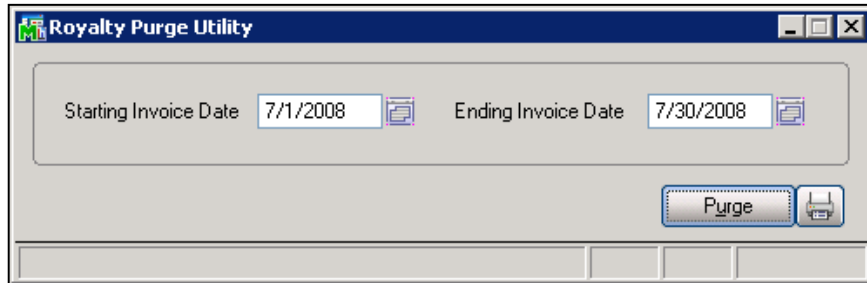 Royalty Purge Utility
Starting Invoice Date 7/1/2008 Ending Invoice Date 7/30/2008
Purge